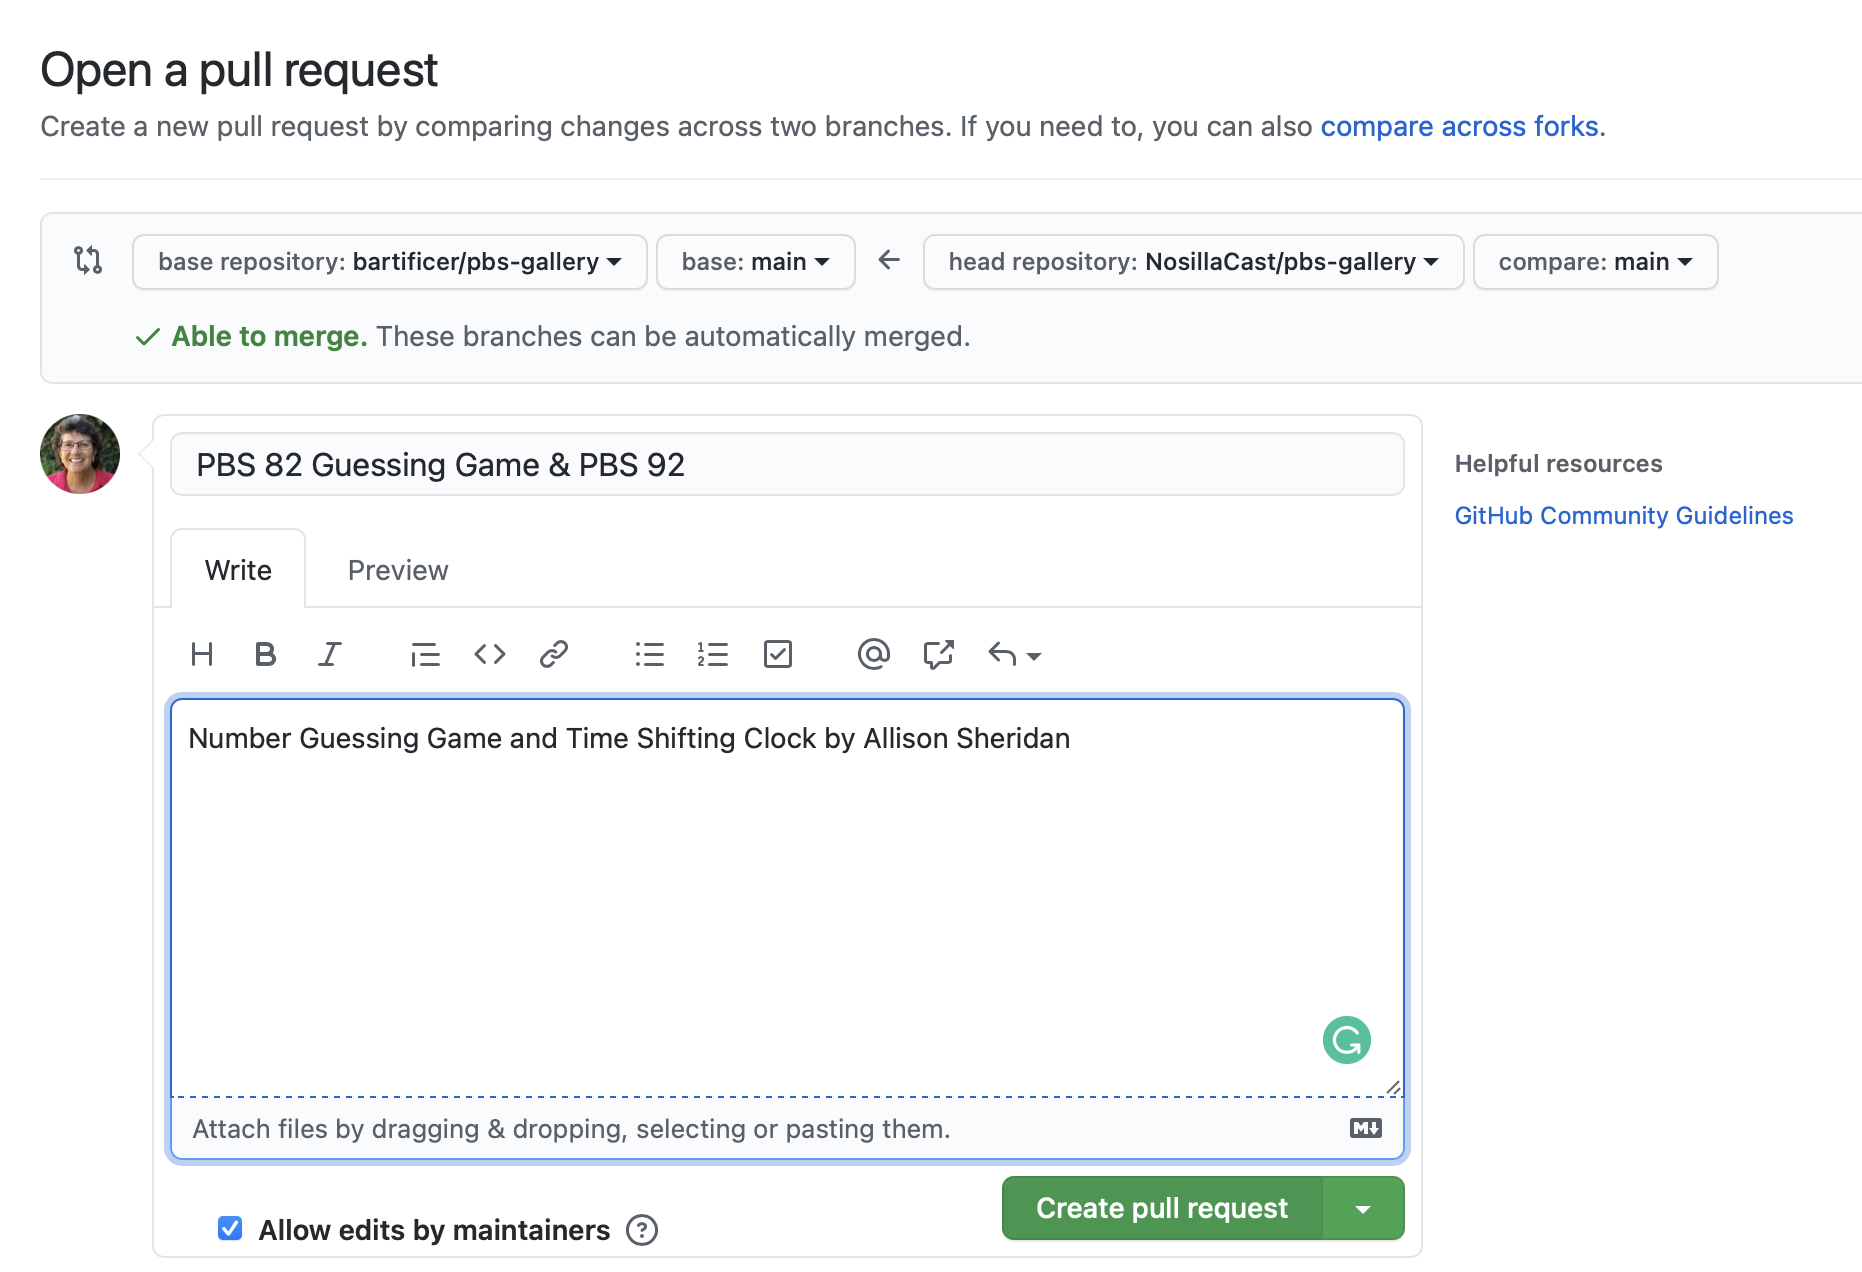 Open a pull request
Create a new pull request by comparing changes across two branches. If you need to, you can also compare across forks.
base repository: bartificer/pbs-gallery base: main head repository: NosillaCast/pbs-gallery compare: main
Able to merge. These branches can be automatically merged.
PBS 82 Guessing Game & PBS 92
Helpful resources
GitHub Community Guidelines
Write Preview
Number Guessing Game and Time Shifting Clock by Allison Sheridan
Attach files by dragging & dropping, selecting or pasting them.
Create pull request
Allow edits by maintainers